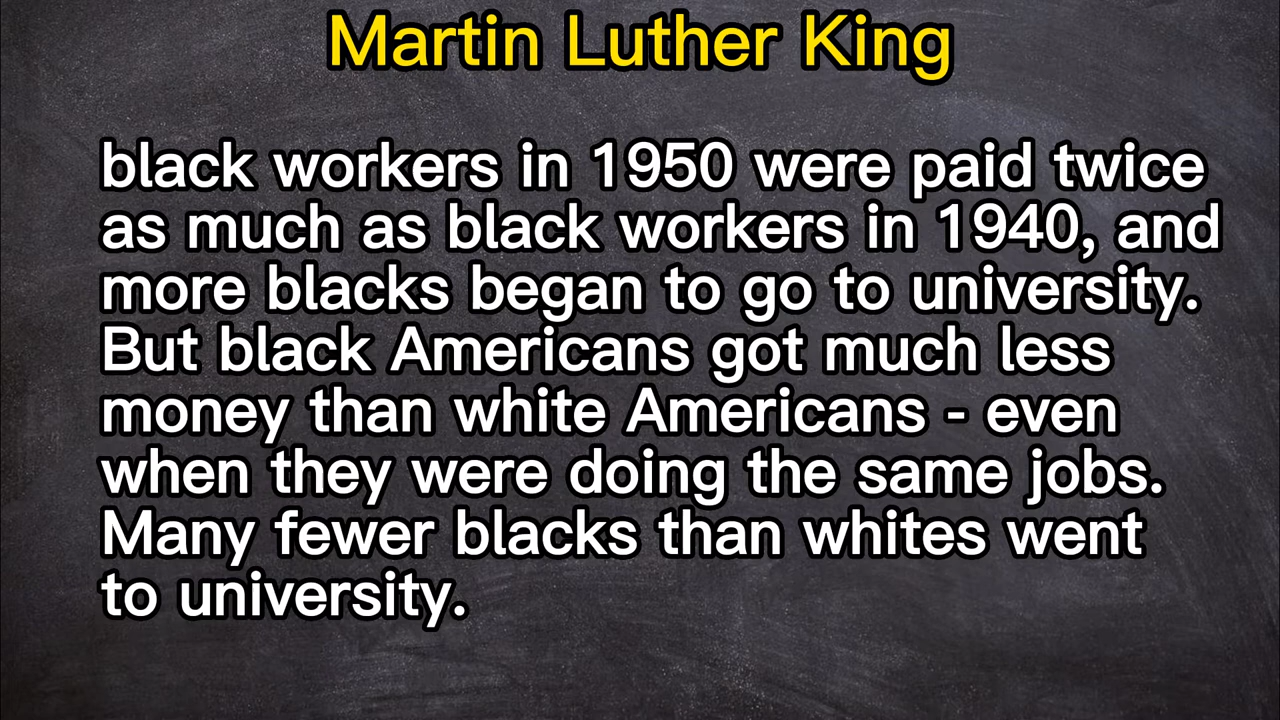 Martin Luther King
black workers in 1950 were paid twice
as much as black workers in 1940, and
more blacks began to go to university.
But black Americans got much less
money than white Americans - even
when they were doing the same jobs.
Many fewer blacks than whites went
to university.